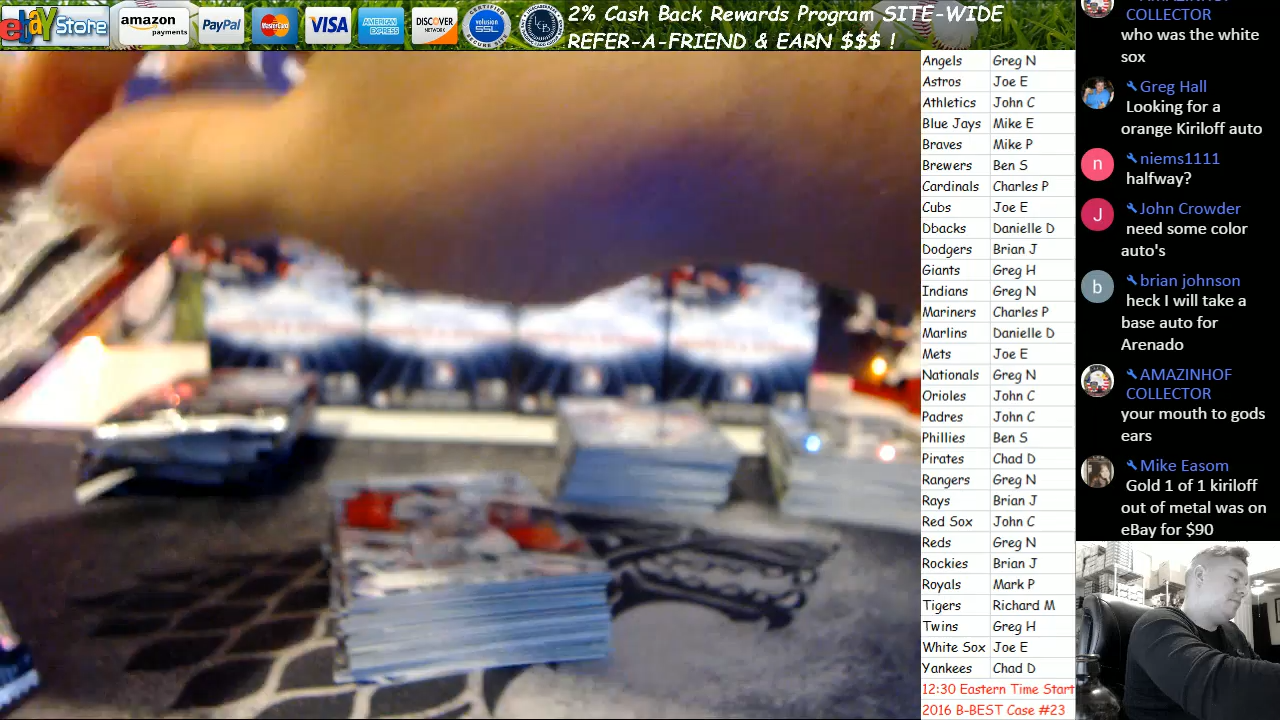 ebay Store
amazon payments
PayPal
MasterCard
VISA
AMERICAN EXPRESS
DISCOVER NETWORK
volusion SSL
2% Cash Back Rewards Program SITE-WIDE
REFER-A-FRIEND & EARN $$$ !
Angels Greg N
Astros Joe E
Athletics John C
Blue Jays Mike E
Braves Mike P
Brewers Ben S
Cardinals Charles P
Cubs Joe E
Dbacks Danielle D
Dodgers Brian J
Giants Greg H
Indians Greg N
Mariners Charles P
Marlins Danielle D
Mets Joe E
Nationals Greg N
Orioles John C
Padres John C
Phillies Ben S
Pirates Chad D
Rangers Greg N
Rays Brian J
Red Sox John C
Reds Greg N
Rockies Brian J
Royals Mark P
Tigers Richard M
Twins Greg H
White Sox Joe E
Yankees Chad D
12:30 Eastern Time Start
2016 B-BEST Case #23
COLLECTOR
who was the white
sox
Greg Hall
Looking for a
orange Kiriloff auto
n
niems1111
halfway?
J
John Crowder
need some color
auto's
b
brian johnson
heck I will take a
base auto for
Arenado
AMAZINHOF
COLLECTOR
your mouth to gods
ears
Mike Easom
Gold 1 of 1 kiriloff
out of metal was on
eBay for $90